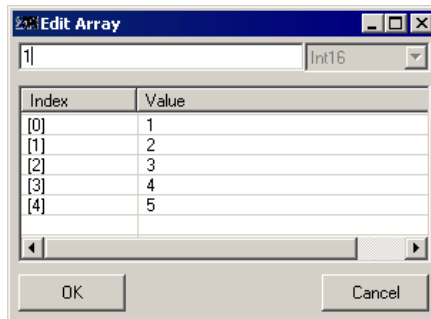 Edit Array
1 Int16
Index Value
[0] 1
[1] 2
[2] 3
[3] 4
[4] 5
OK Cancel